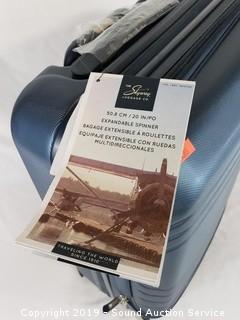 THE
Skyway
LUGGAGE CO.
50.8 CM / 20 IN/PO
EXPANDABLE SPINNER
BAGAGE EXTENSIBLE À ROULETTES
EQUIPAJE EXTENSIBLE CON RUEDAS
MULTIDIRECCIONALES
TRAVELING THE WORLD
SINCE 1910
Copyright 2019 - Sound Auction Service